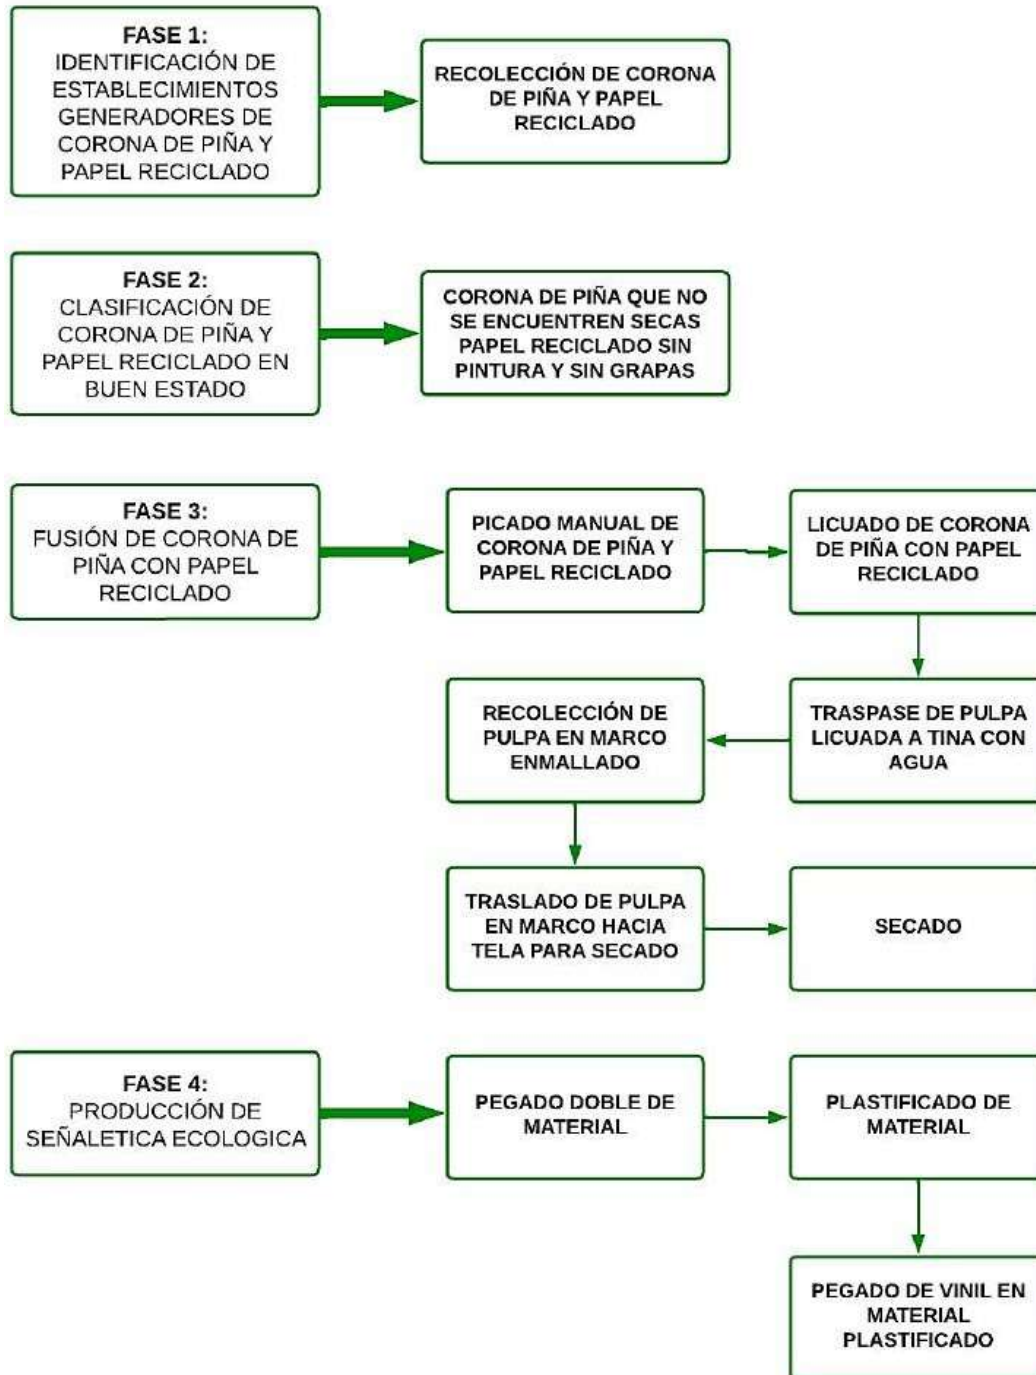 FASE 1:
IDENTIFICACIÓN DE
ESTABLECIMIENTOS
GENERADORES DE
CORONA DE PIÑA Y
PAPEL RECICLADO
RECOLECCIÓN DE CORONA
DE PIÑA Y PAPEL
RECICLADO
FASE 2:
CLASIFICACIÓN DE
CORONA DE PIÑA Y
PAPEL RECICLADO EN
BUEN ESTADO
CORONA DE PIÑA QUE NO
SE ENCUENTREN SECAS
PAPEL RECICLADO SIN
PINTURA Y SIN GRAPAS
FASE 3:
FUSIÓN DE CORONA DE
PIÑA CON PAPEL
RECICLADO
PICADO MANUAL DE
CORONA DE PIÑA Y
PAPEL RECICLADO
LICUADO DE CORONA
DE PIÑA CON PAPEL
RECICLADO
TRASPASE DE PULPA
LICUADA A TINA CON
AGUA
RECOLECCIÓN DE
PULPA EN MARCO
ENMALLADO
TRASLADO DE PULPA
EN MARCO HACIA
TELA PARA SECADO
SECADO
FASE 4:
PRODUCCIÓN DE
SEÑALETICA ECOLOGICA
PEGADO DOBLE DE
MATERIAL
PLASTIFICADO DE
MATERIAL
PEGADO DE VINIL EN
MATERIAL
PLASTIFICADO